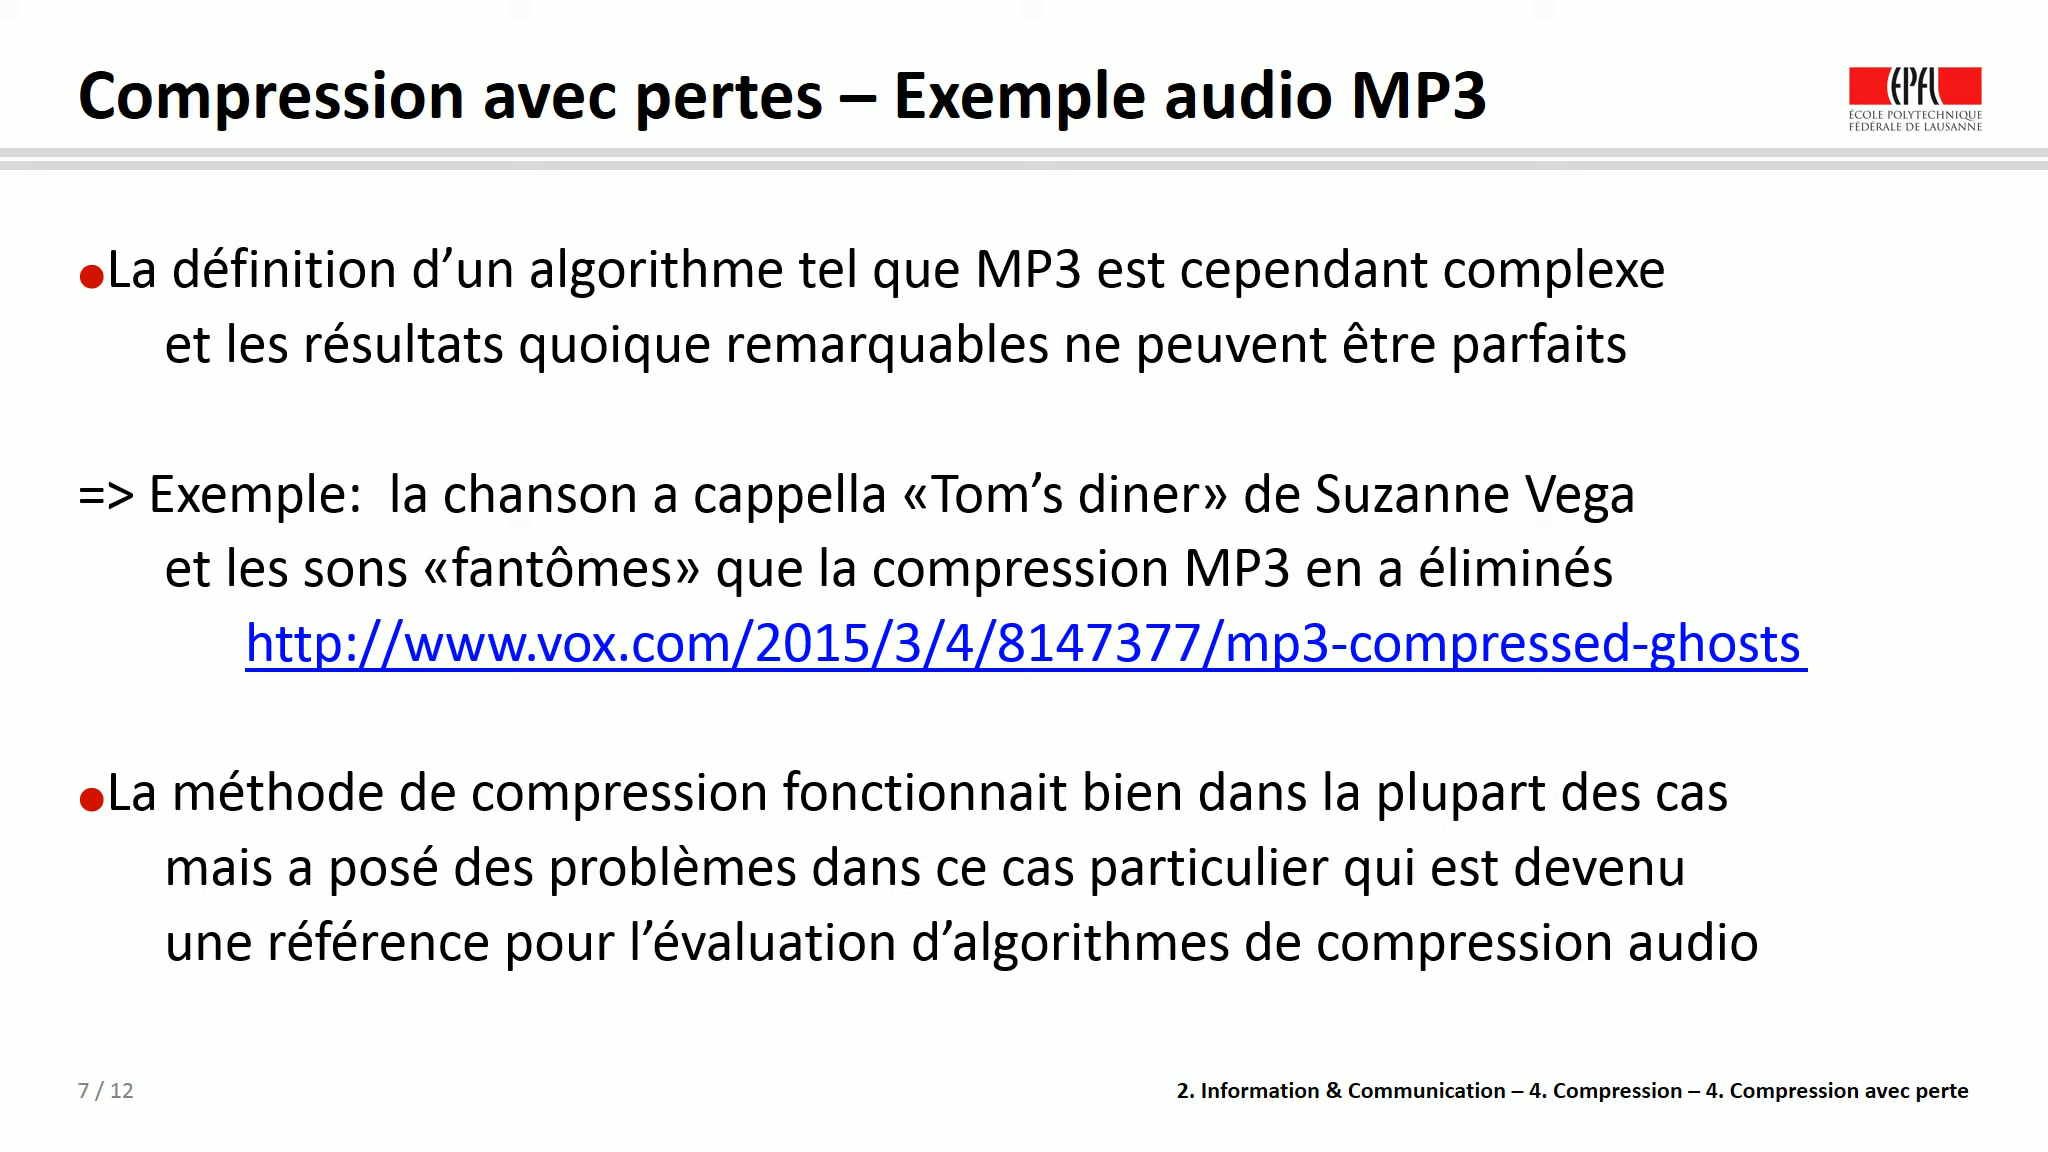 Compression avec pertes – Exemple audio MP3
EPFL
ÉCOLE POLYTECHNIQUE
FÉDÉRALE DE LAUSANNE
●La définition d’un algorithme tel que MP3 est cependant complexe
et les résultats quoique remarquables ne peuvent être parfaits
=> Exemple: la chanson a cappella «Tom’s diner» de Suzanne Vega
et les sons «fantômes» que la compression MP3 en a éliminés
http://www.vox.com/2015/3/4/8147377/mp3-compressed-ghosts
●La méthode de compression fonctionnait bien dans la plupart des cas
mais a posé des problèmes dans ce cas particulier qui est devenu
une référence pour l’évaluation d’algorithmes de compression audio
7 / 12
2. Information & Communication – 4. Compression – 4. Compression avec perte